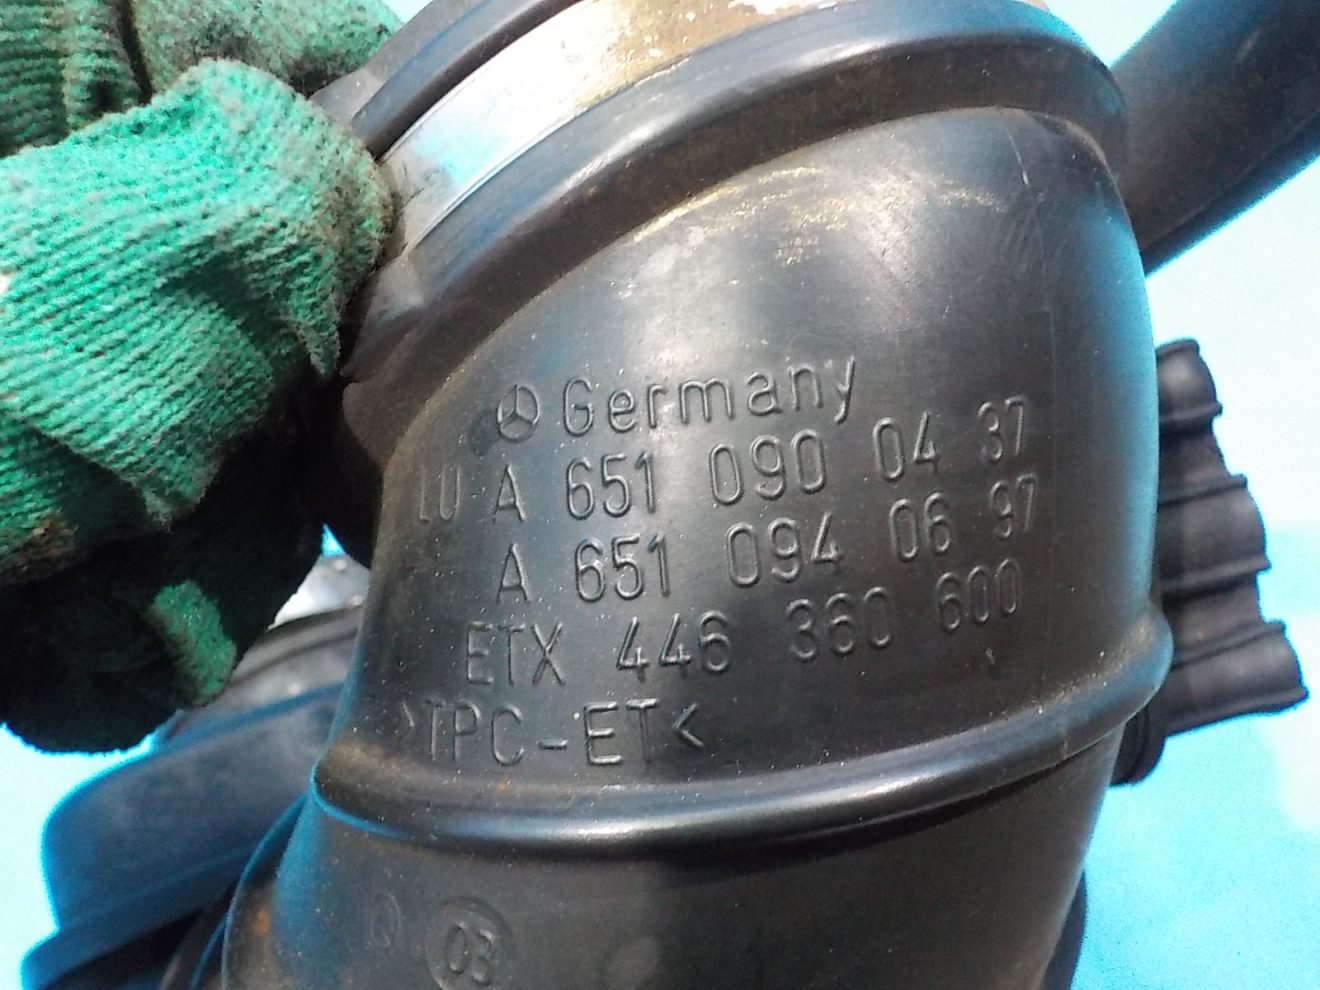 Germany
LU A 651 090 04 37
A 651 094 06 97
ETX 446 360 600
>TPC-ET<
03